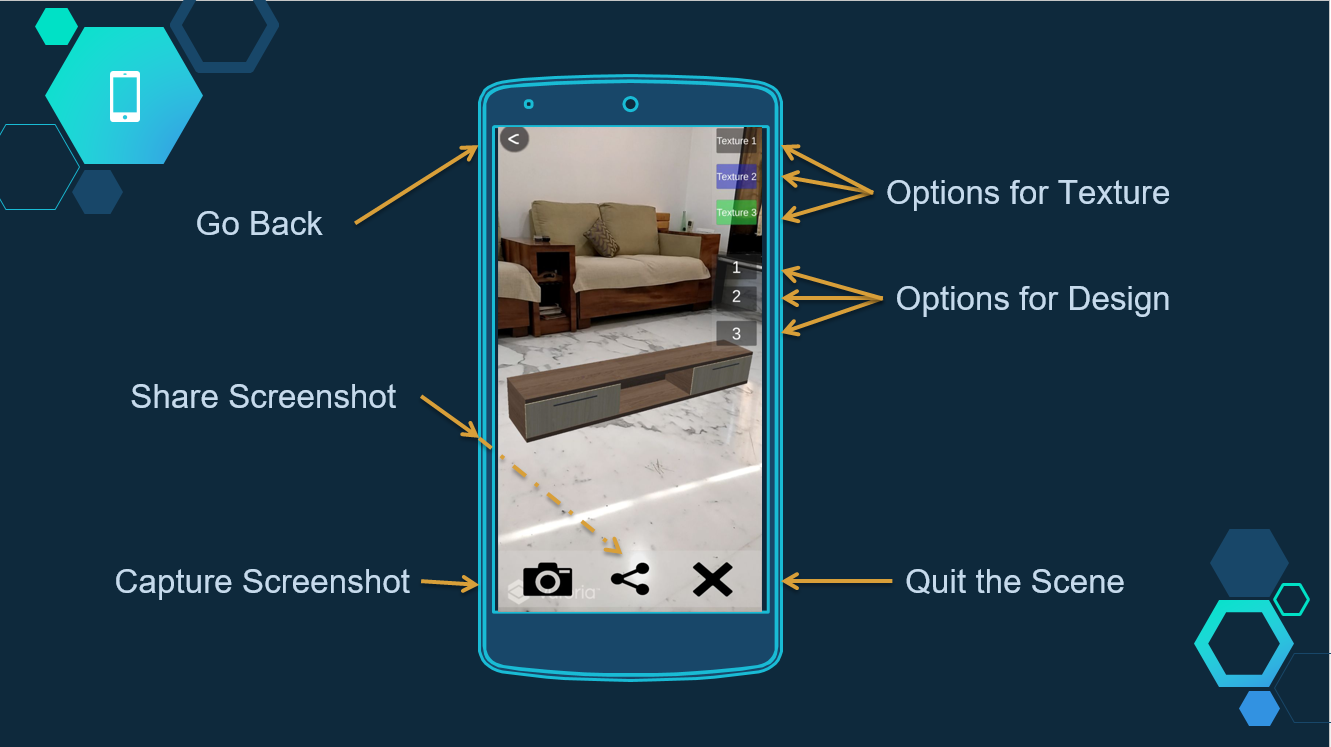 <
Texture 1
Texture 2
Texture 3
Options for Texture
Go Back
1
2
3
Options for Design
Share Screenshot
Capture Screenshot
Quit the Scene